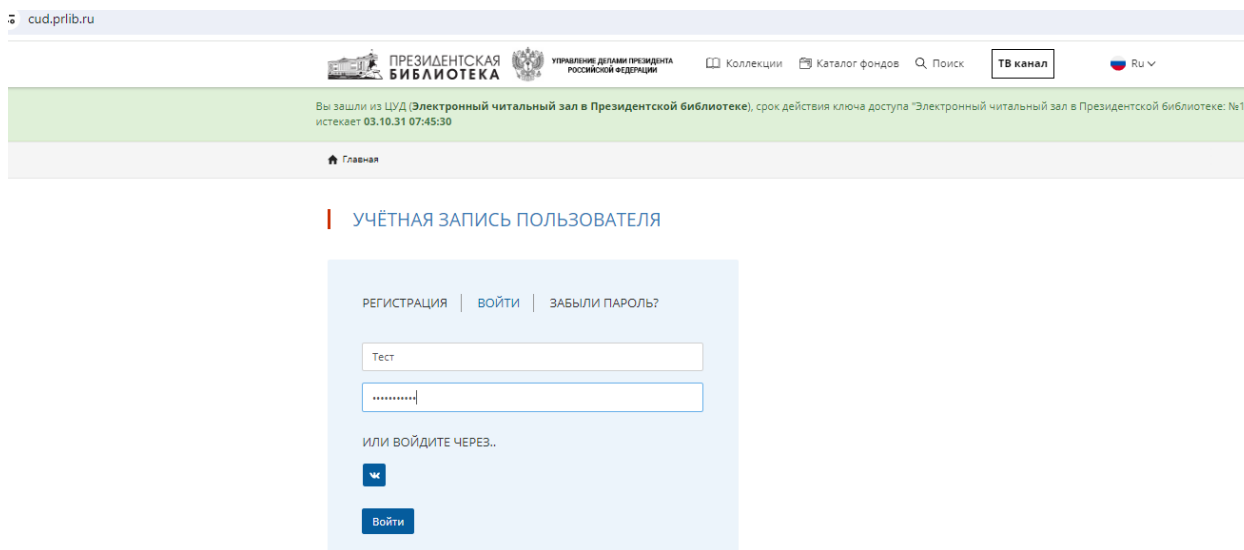 cud.prlib.ru
ПРЕЗИДЕНТСКАЯ
БИБЛИОТЕКА
УПРАВЛЕНИЕ ДЕЛАМИ ПРЕЗИДЕНТА
РОССИЙСКОЙ ФЕДЕРАЦИИ
Коллекции Каталог фондов Поиск ТВ канал Ru
Вы зашли из ЦУД (Электронный читальный зал в Президентской библиотеке), срок действия ключа доступа "Электронный читальный зал в Президентской библиотеке: №1
истекает 03.10.31 07:45:30
Главная
УЧЁТНАЯ ЗАПИСЬ ПОЛЬЗОВАТЕЛЯ
РЕГИСТРАЦИЯ ВОЙТИ ЗАБЫЛИ ПАРОЛЬ?
Тест
•••••••••••
ИЛИ ВОЙДИТЕ ЧЕРЕЗ..
Войти